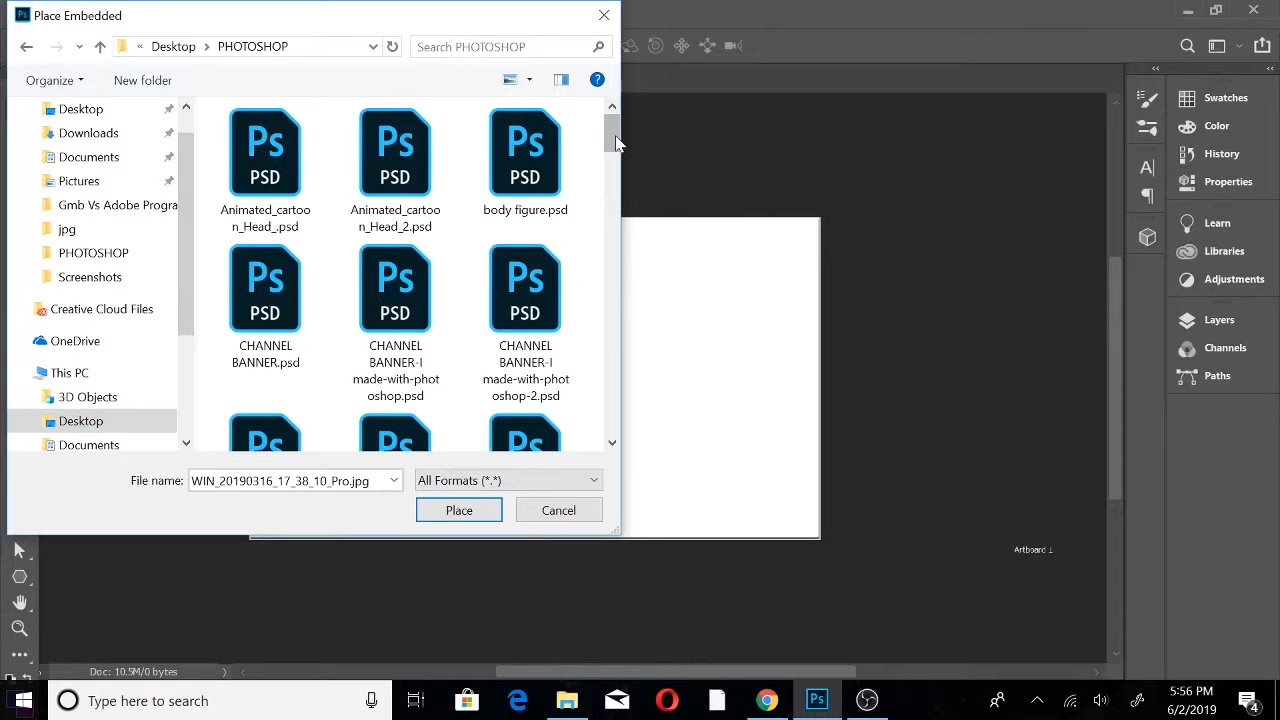 Place Embedded
« Desktop > PHOTOSHOP
Search PHOTOSHOP
Organize
New folder
Desktop
Downloads
Documents
Pictures
Gmb Vs Adobe Progra
jpg
PHOTOSHOP
Screenshots
Creative Cloud Files
OneDrive
This PC
3D Objects
Desktop
Documents
Ps
PSD
Animated_cartoo
n_Head_.psd
Ps
PSD
Animated_cartoo
n_Head_2.psd
Ps
PSD
body figure.psd
Ps
PSD
CHANNEL
BANNER.psd
Ps
PSD
CHANNEL
BANNER-I
made-with-phot
oshop.psd
Ps
PSD
CHANNEL
BANNER-I
made-with-phot
oshop-2.psd
Ps
Ps
Ps
File name:
WIN_20190316_17_38_10_Pro.jpg
All Formats (*.*)
Place
Cancel
Swatches
Color
History
Properties
Learn
Libraries
Adjustments
Layers
Channels
Paths
Artboard 1
Doc: 10.5M/0 bytes
Type here to search
Ps
5:56 PM
6/2/2019
4